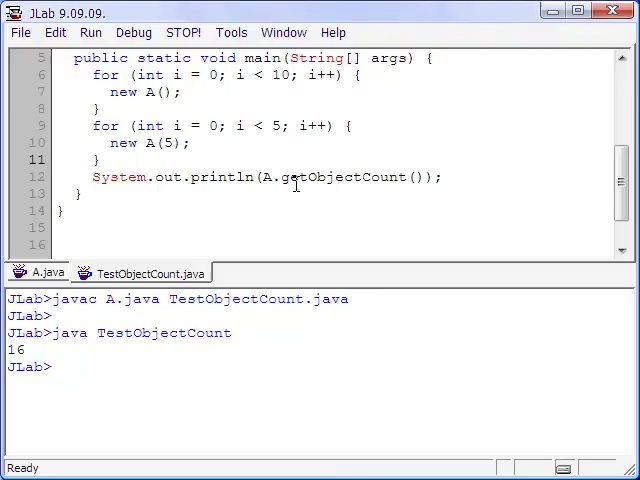 JLab 9.09.09.
File Edit Run Debug STOP! Tools Window Help
5 public static void main(String[] args) {
6 for (int i = 0; i < 10; i++) {
7 new A();
8 }
9 for (int i = 0; i < 5; i++) {
10 new A(5);
11 }
12 System.out.println(A.getObjectCount());
13 }
14 }
15
16
A.java TestObjectCount.java
JLab>javac A.java TestObjectCount.java
JLab>
JLab>java TestObjectCount
16
JLab>
Ready